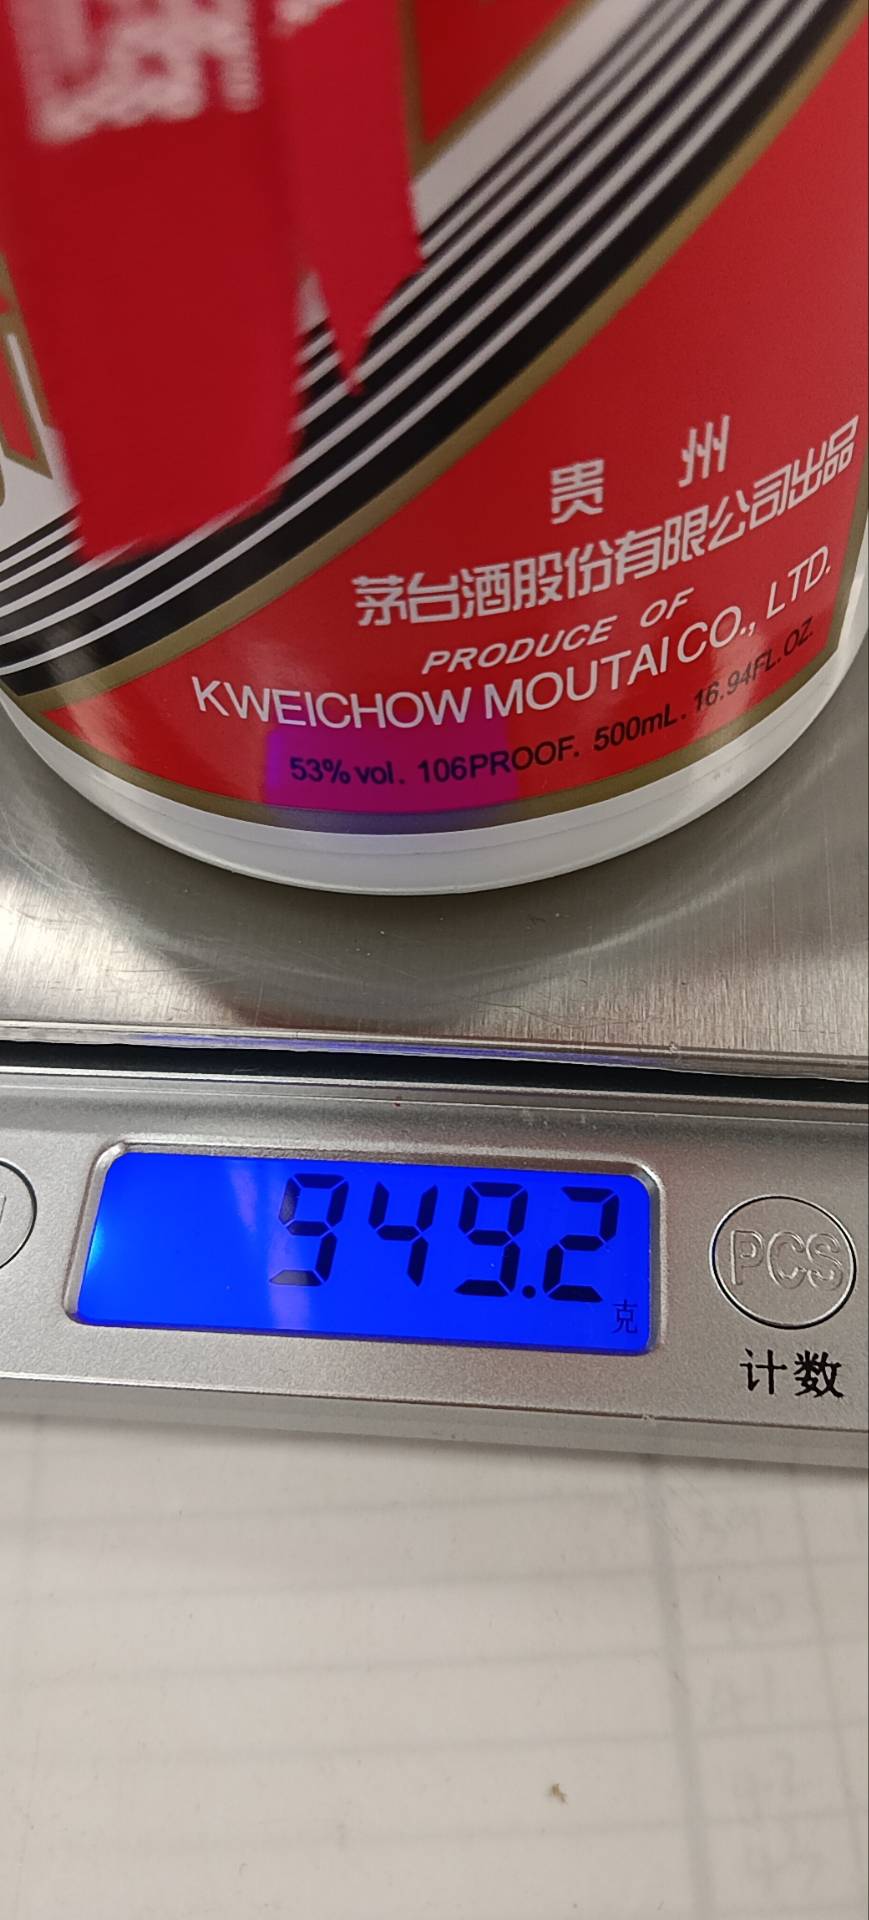 贵州
茅台酒股份有限公司出品
PRODUCE OF
KWEICHOW MOUTAI CO., LTD.
53% vol. 106PROOF. 500mL. 16.94FL.OZ.
949.2
克
PCS
计数